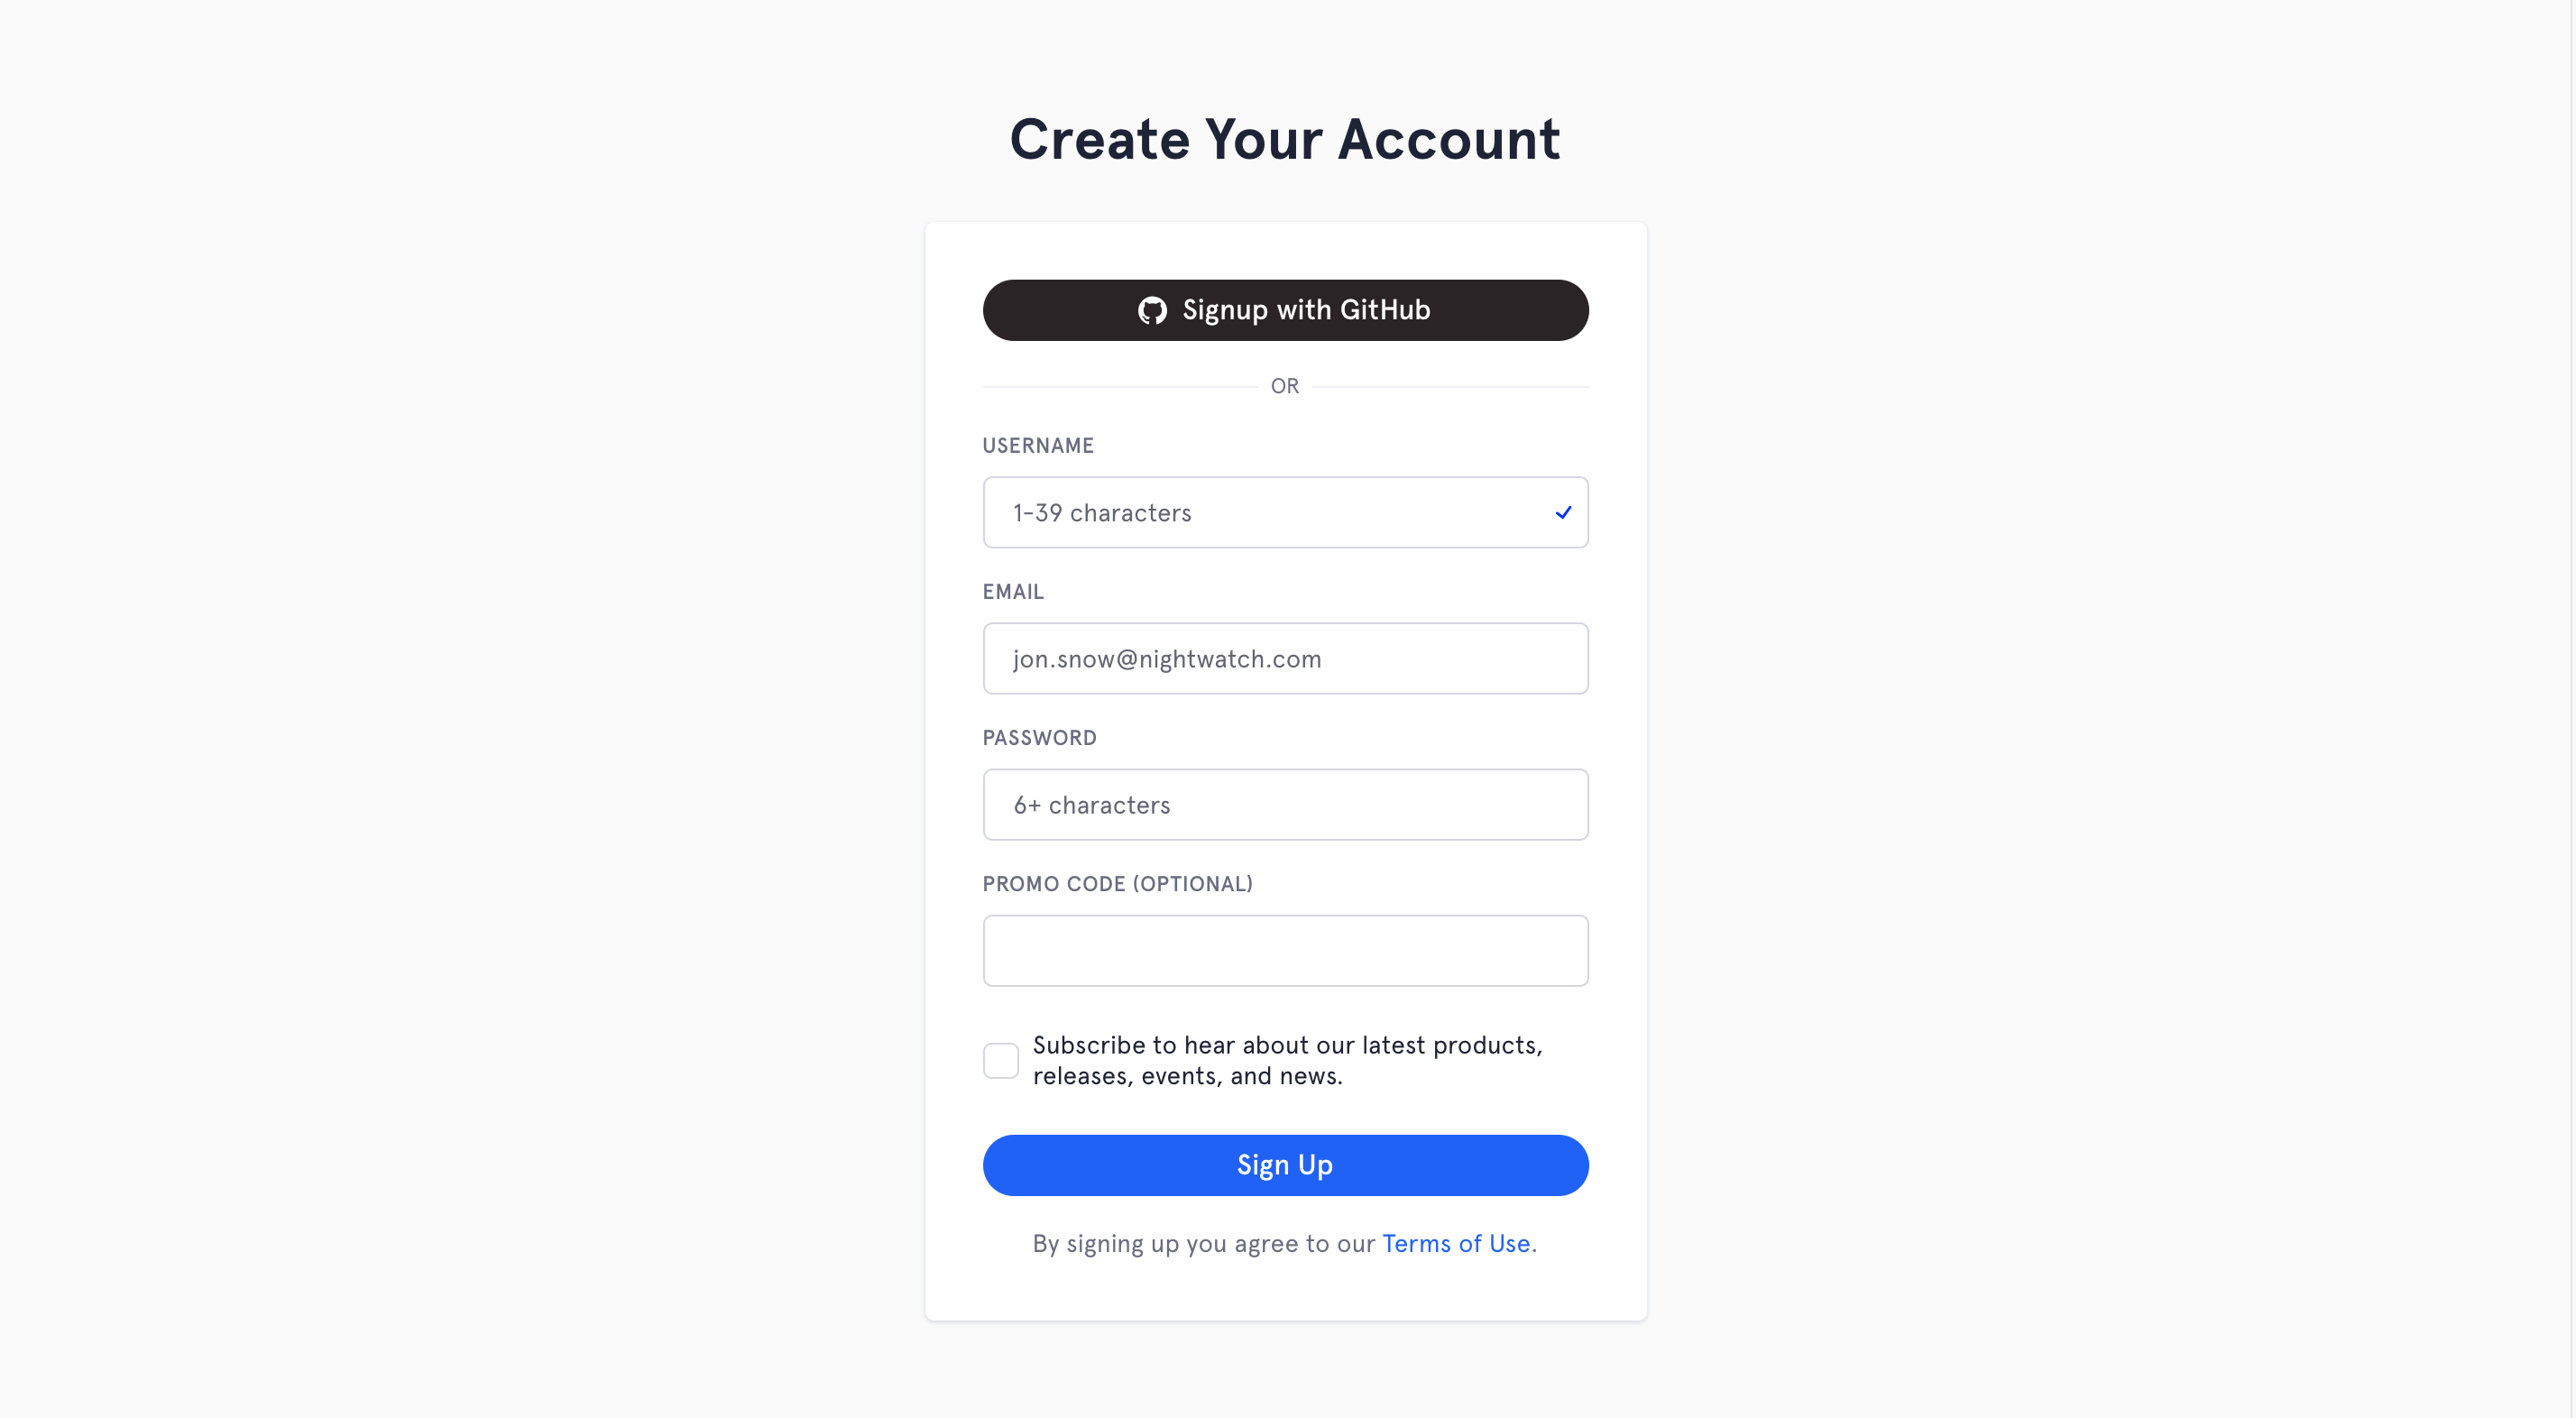 Create Your Account
Signup with GitHub
OR
USERNAME
1-39 characters
EMAIL
jon.snow@nightwatch.com
PASSWORD
6+ characters
PROMO CODE (OPTIONAL)
Subscribe to hear about our latest products,
releases, events, and news.
Sign Up
By signing up you agree to our Terms of Use.